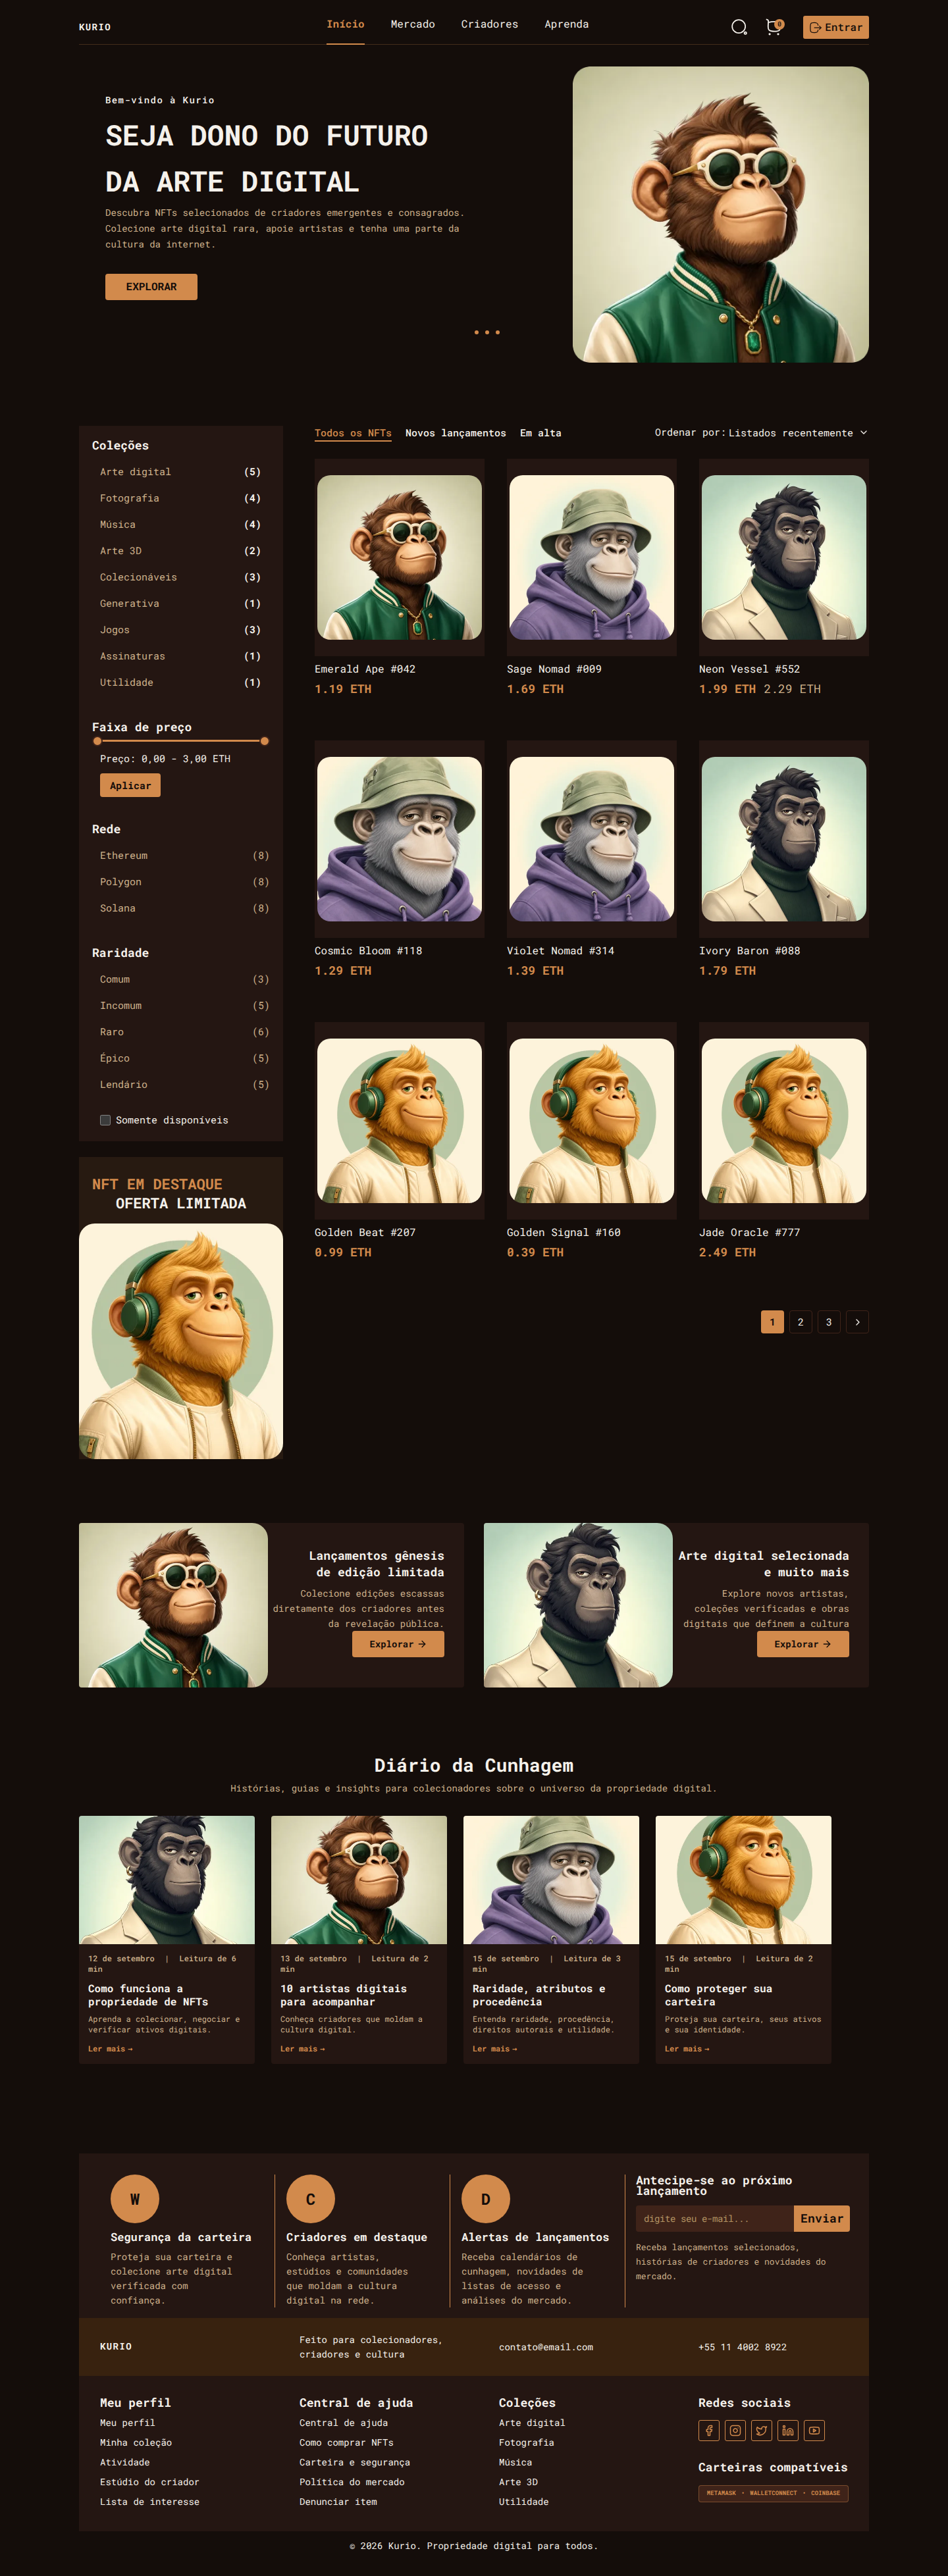 KURIO
Início
Mercado
Criadores
Aprenda
0
Entrar
Bem-vindo à Kurio
SEJA DONO DO FUTURO
DA ARTE DIGITAL
Descubra NFTs selecionados de criadores emergentes e consagrados.
Colecione arte digital rara, apoie artistas e tenha uma parte da
cultura da internet.
EXPLORAR
Coleções
Arte digital (5)
Fotografia (4)
Música (4)
Arte 3D (2)
Colecionáveis (3)
Generativa (1)
Jogos (3)
Assinaturas (1)
Utilidade (1)
Faixa de preço
Preço: 0,00 - 3,00 ETH
Aplicar
Rede
Ethereum (8)
Polygon (8)
Solana (8)
Raridade
Comum (3)
Incomum (5)
Raro (6)
Épico (5)
Lendário (5)
Somente disponíveis
NFT EM DESTAQUE
OFERTA LIMITADA
Todos os NFTs
Novos lançamentos
Em alta
Ordenar por: Listados recentemente
Emerald Ape #042
1.19 ETH
Sage Nomad #009
1.69 ETH
Neon Vessel #552
1.99 ETH 2.29 ETH
Cosmic Bloom #118
1.29 ETH
Violet Nomad #314
1.39 ETH
Ivory Baron #088
1.79 ETH
Golden Beat #207
0.99 ETH
Golden Signal #160
0.39 ETH
Jade Oracle #777
2.49 ETH
1
2
3
Lançamentos gênesis
de edição limitada
Colecione edições escassas
diretamente dos criadores antes
da revelação pública.
Explorar →
Arte digital selecionada
e muito mais
Explore novos artistas,
coleções verificadas e obras
digitais que definem a cultura
Explorar →
Diário da Cunhagem
Histórias, guias e insights para colecionadores sobre o universo da propriedade digital.
12 de setembro | Leitura de 6
min
Como funciona a
propriedade de NFTs
Aprenda a colecionar, negociar e
verificar ativos digitais.
Ler mais →
13 de setembro | Leitura de 2
min
10 artistas digitais
para acompanhar
Conheça criadores que moldam a
cultura digital.
Ler mais →
15 de setembro | Leitura de 3
min
Raridade, atributos e
procedência
Entenda raridade, procedência,
direitos autorais e utilidade.
Ler mais →
15 de setembro | Leitura de 2
min
Como proteger sua
carteira
Proteja sua carteira, seus ativos
e sua identidade.
Ler mais →
W
Segurança da carteira
Proteja sua carteira e
colecione arte digital
verificada com
confiança.
C
Criadores em destaque
Conheça artistas,
estúdios e comunidades
que moldam a cultura
digital na rede.
D
Alertas de lançamentos
Receba calendários de
cunhagem, novidades de
listas de acesso e
análises do mercado.
Antecipe-se ao próximo
lançamento
digite seu e-mail...
Enviar
Receba lançamentos selecionados,
histórias de criadores e novidades do
mercado.
KURIO
Feito para colecionadores,
criadores e cultura
contato@email.com
+55 11 4002 8922
Meu perfil
Meu perfil
Minha coleção
Atividade
Estúdio do criador
Lista de interesse
Central de ajuda
Central de ajuda
Como comprar NFTs
Carteira e segurança
Política do mercado
Denunciar item
Coleções
Arte digital
Fotografia
Música
Arte 3D
Utilidade
Redes sociais
Carteiras compatíveis
METAMASK · WALLETCONNECT · COINBASE
© 2026 Kurio. Propriedade digital para todos.